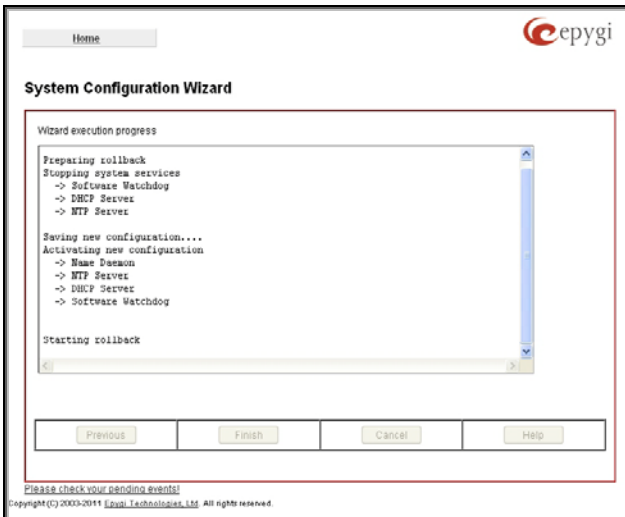 Home
epygi
System Configuration Wizard
Wizard execution progress
Preparing rollback
Stopping system services
-> Software Watchdog
-> DHCP Server
-> NTP Server
Saving new configuration....
Activating new configuration
-> Name Daemon
-> NTP Server
-> DHCP Server
-> Software Watchdog
Starting rollback
Previous
Finish
Cancel
Help
Please check your pending events!
Copyright (C) 2003-2011 Epygi Technologies, Ltd. All rights reserved.